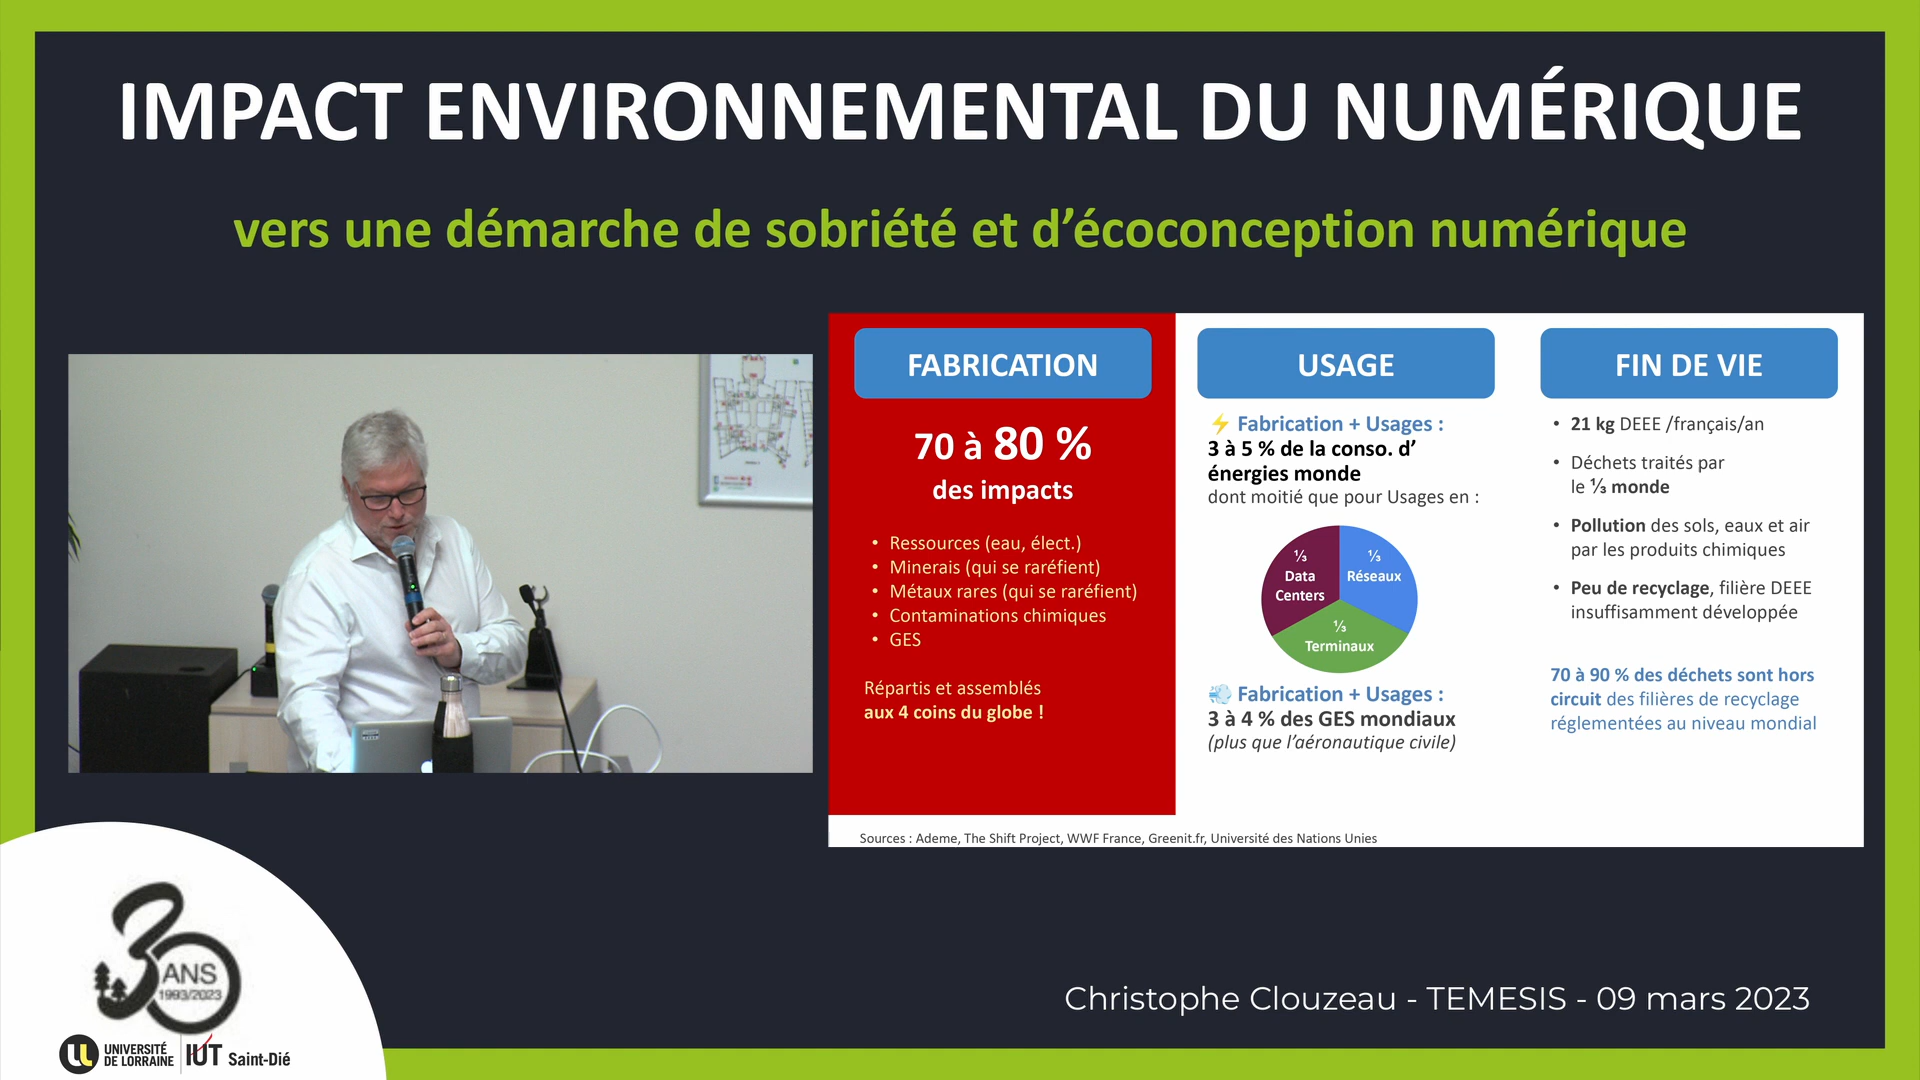 IMPACT ENVIRONNEMENTAL DU NUMÉRIQUE
vers une démarche de sobriété et d’écoconception numérique
FABRICATION
70 à 80 %
des impacts
• Ressources (eau, élect.)
• Minerais (qui se raréfient)
• Métaux rares (qui se raréfient)
• Contaminations chimiques
• GES
Répartis et assemblés
aux 4 coins du globe !
USAGE
⚡ Fabrication + Usages :
3 à 5 % de la conso. d’
énergies monde
dont moitié que pour Usages en :
⅓
Data
Centers
⅓
Réseaux
⅓
Terminaux
💨 Fabrication + Usages :
3 à 4 % des GES mondiaux
(plus que l’aéronautique civile)
FIN DE VIE
• 21 kg DEEE /français/an
• Déchets traités par
le ⅓ monde
• Pollution des sols, eaux et air
par les produits chimiques
• Peu de recyclage, filière DEEE
insuffisamment développée
70 à 90 % des déchets sont hors
circuit des filières de recyclage
réglementées au niveau mondial
Sources : Ademe, The Shift Project, WWF France, Greenit.fr, Université des Nations Unies
30
ANS
1993/2023
UNIVERSITÉ
DE LORRAINE
IUT Saint-Dié
Christophe Clouzeau - TEMESIS - 09 mars 2023